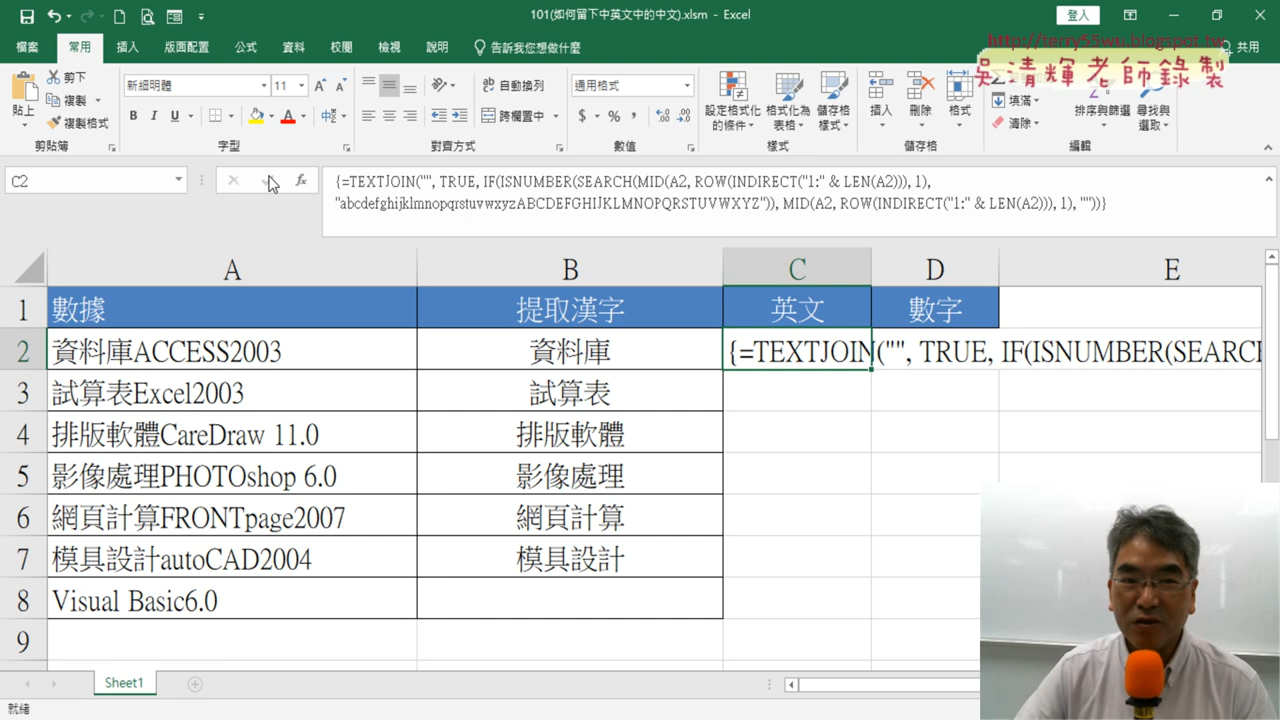 101(如何留下中英文中的中文).xlsm - Excel
登入
檔案 常用 插入 版面配置 公式 資料 校閱 檢視 說明 告訴我您想做什麼 共用
http://terry55wu.blogspot.tw
吳清輝老師錄製
貼上 剪下 複製 複製格式
新細明體 11
B I U A 中
自動換列
跨欄置中
通用格式
$ % ,
設定格式化的條件 格式化為表格 儲存格樣式
插入 刪除 格式
填滿 清除
排序與篩選 尋找與選取
剪貼簿 字型 對齊方式 數值 樣式 儲存格 編輯
C2 fx {=TEXTJOIN("", TRUE, IF(ISNUMBER(SEARCH(MID(A2, ROW(INDIRECT("1:" & LEN(A2))), 1),
"abcdefghijklmnopqrstuvwxyzABCDEFGHIJKLMNOPQRSTUVWXYZ")), MID(A2, ROW(INDIRECT("1:" & LEN(A2))), 1), ""))}
A B C D E
1 數據 提取漢字 英文 數字
2 資料庫ACCESS2003 資料庫 {=TEXTJOIN("", TRUE, IF(ISNUMBER(SEARCH
3 試算表Excel2003 試算表
4 排版軟體CareDraw 11.0 排版軟體
5 影像處理PHOTOshop 6.0 影像處理
6 網頁計算FRONTpage2007 網頁計算
7 模具設計autoCAD2004 模具設計
8 Visual Basic6.0
9
Sheet1
就緒